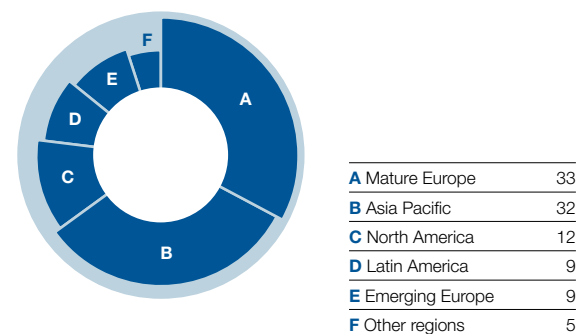 F
E
A
D
C
B
A Mature Europe 33
B Asia Pacific 32
C North America 12
D Latin America 9
E Emerging Europe 9
F Other regions 5